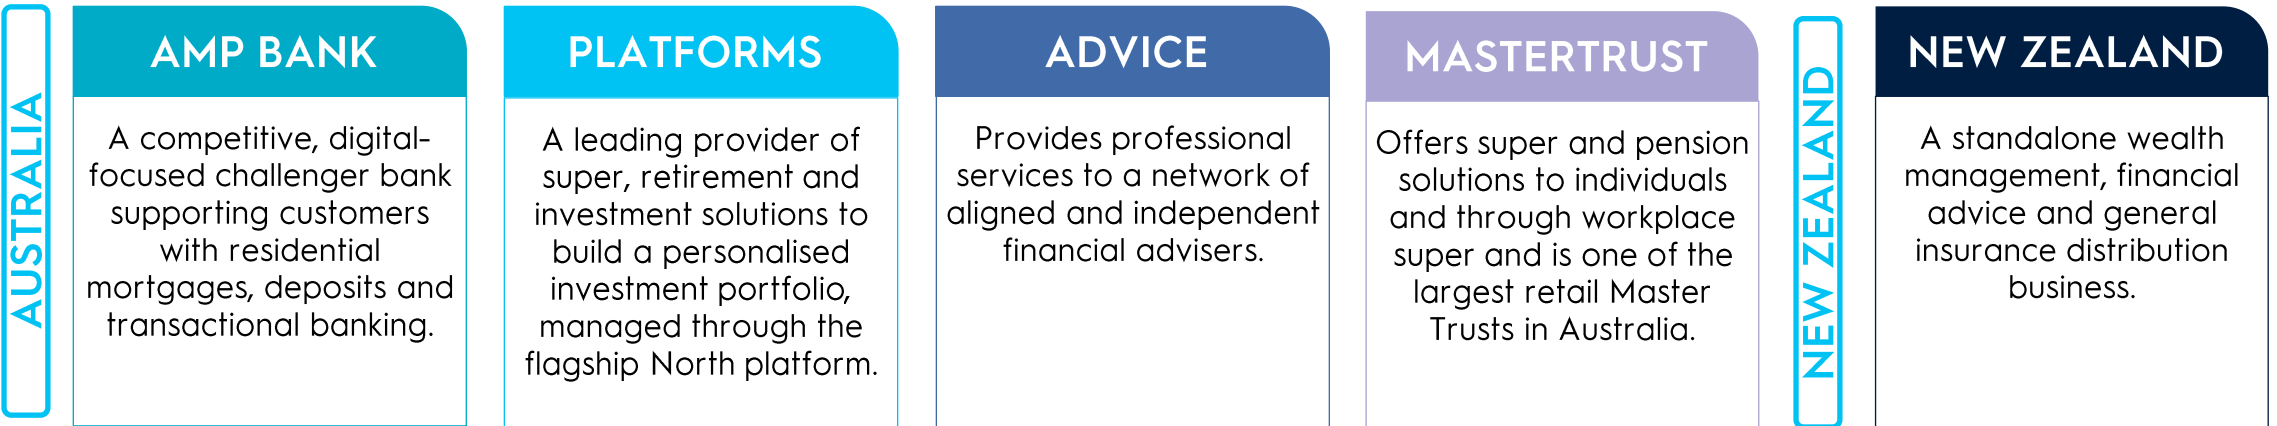 AUSTRALIA
AMP BANK
A competitive, digital-
focused challenger bank
supporting customers
with residential
mortgages, deposits and
transactional banking.
PLATFORMS
A leading provider of
super, retirement and
investment solutions to
build a personalised
investment portfolio,
managed through the
flagship North platform.
ADVICE
Provides professional
services to a network of
aligned and independent
financial advisers.
MASTERTRUST
Offers super and pension
solutions to individuals
and through workplace
super and is one of the
largest retail Master
Trusts in Australia.
NEW ZEALAND
NEW ZEALAND
A standalone wealth
management, financial
advice and general
insurance distribution
business.